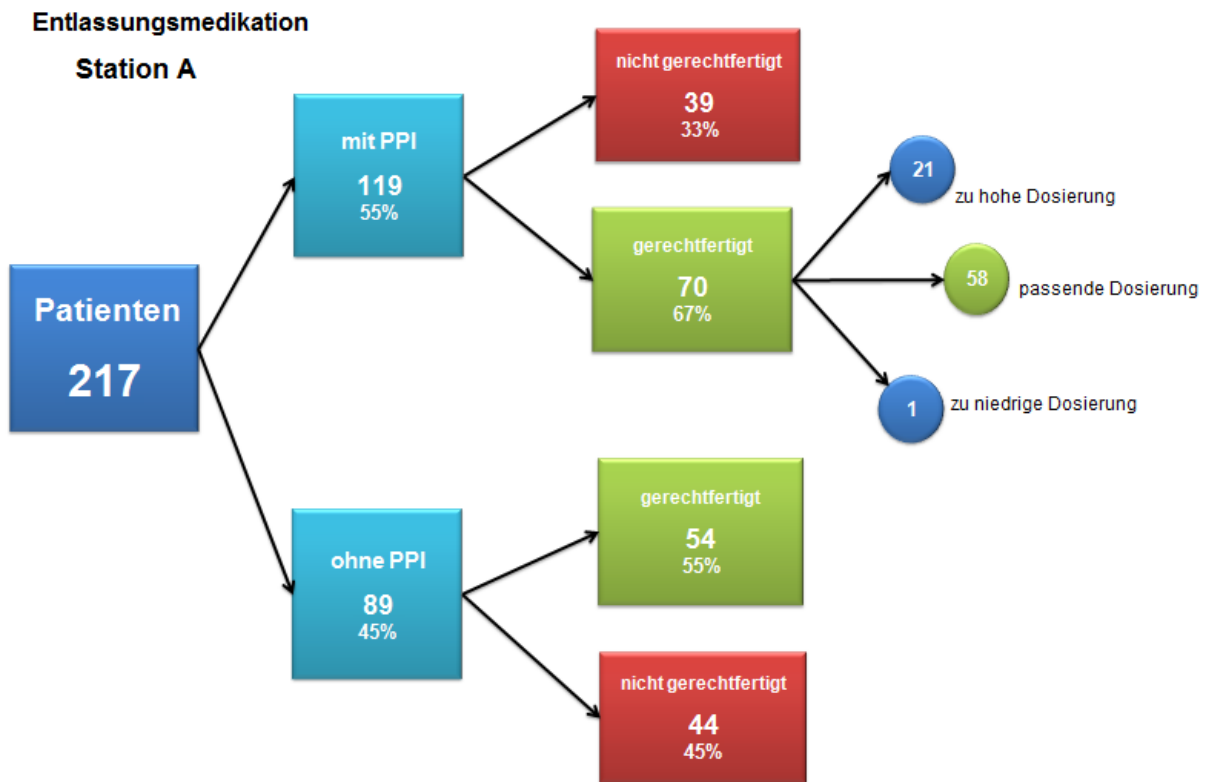 Entlassungsmedikation
Station A
Patienten
217
mit PPI
119
55%
nicht gerechtfertigt
39
33%
gerechtfertigt
70
67%
21
zu hohe Dosierung
58
passende Dosierung
1
zu niedrige Dosierung
ohne PPI
89
45%
gerechtfertigt
54
55%
nicht gerechtfertigt
44
45%